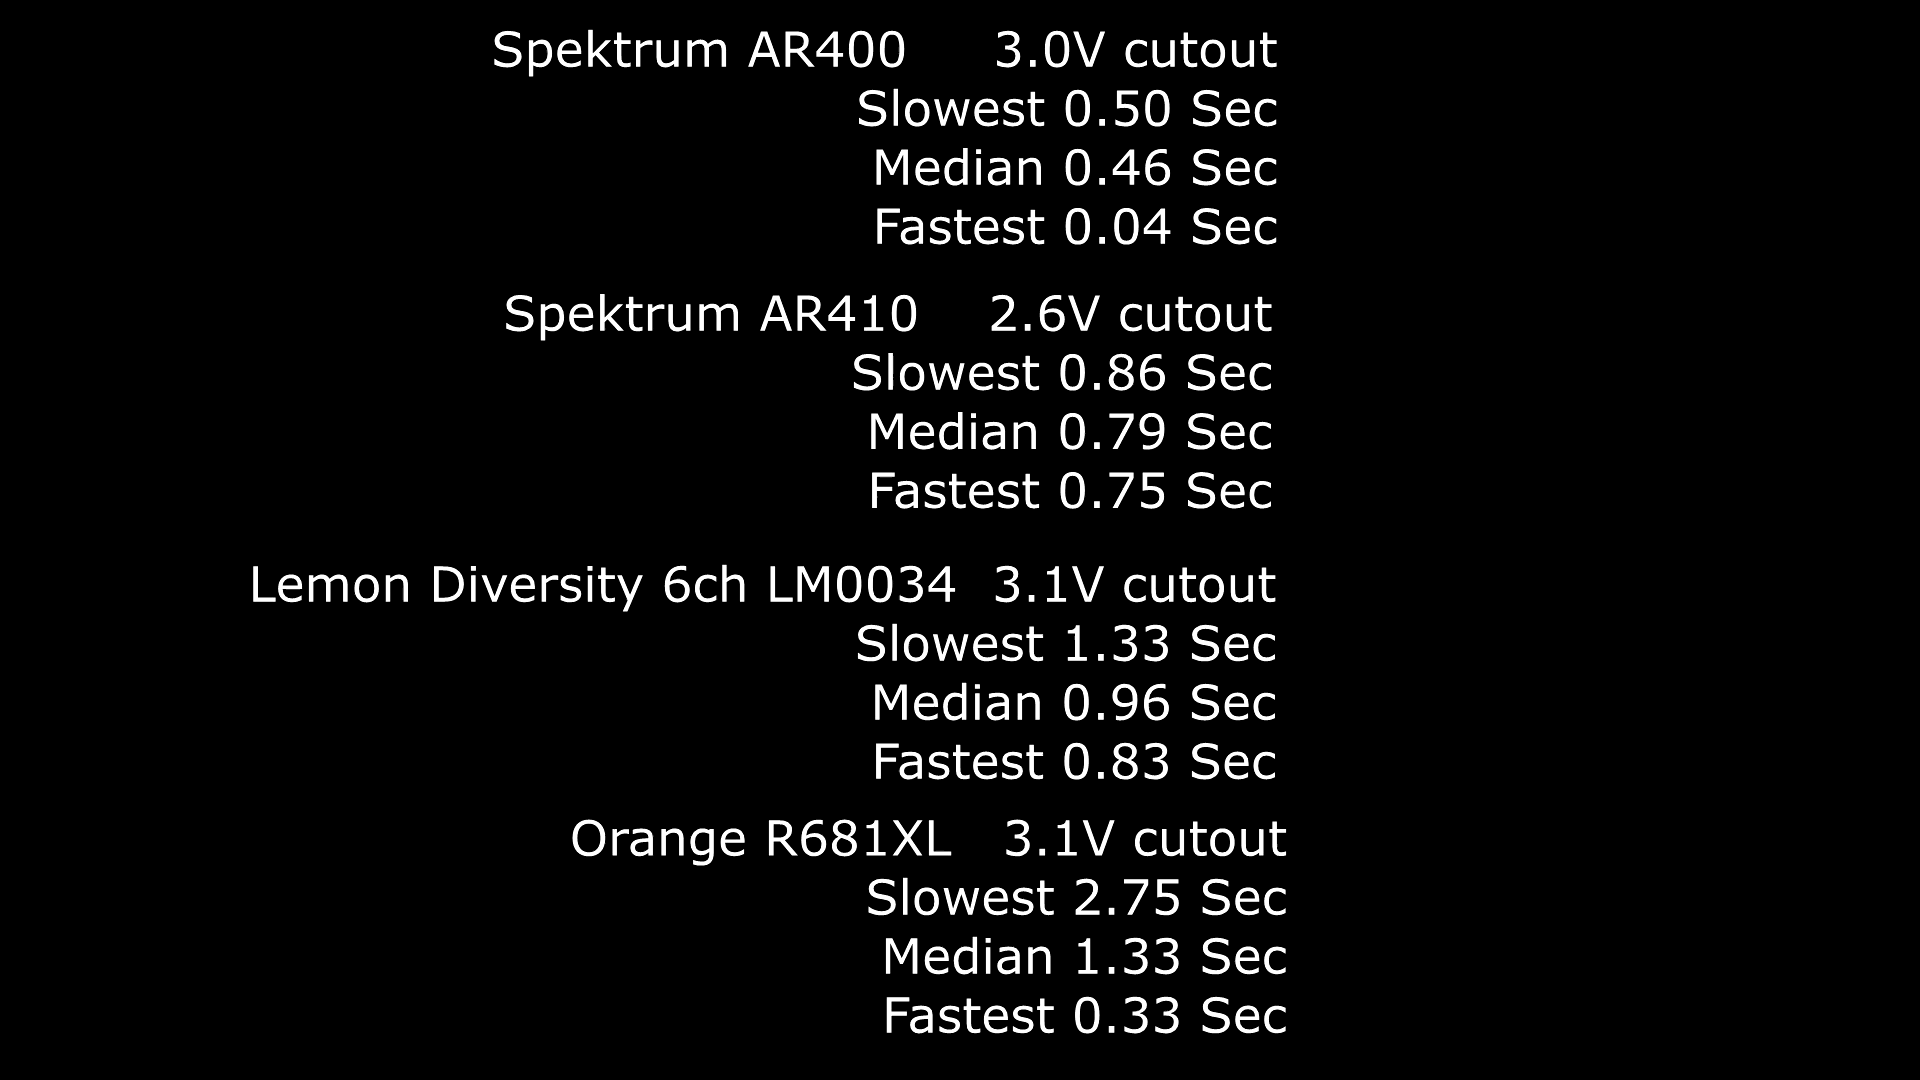 Spektrum AR400 3.0V cutout
Slowest 0.50 Sec
Median 0.46 Sec
Fastest 0.04 Sec
Spektrum AR410 2.6V cutout
Slowest 0.86 Sec
Median 0.79 Sec
Fastest 0.75 Sec
Lemon Diversity 6ch LM0034 3.1V cutout
Slowest 1.33 Sec
Median 0.96 Sec
Fastest 0.83 Sec
Orange R681XL 3.1V cutout
Slowest 2.75 Sec
Median 1.33 Sec
Fastest 0.33 Sec